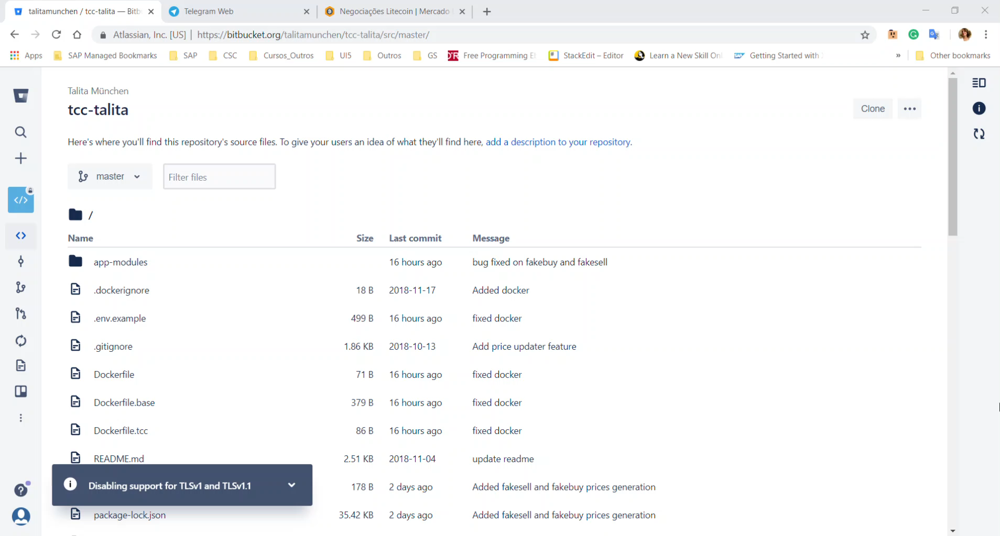 talitamunchen / tcc-talita — Bitb
Telegram Web
Negociações Litecoin | Mercado
Atlassian, Inc. [US] | https://bitbucket.org/talitamunchen/tcc-talita/src/master/
Apps SAP Managed Bookmarks SAP CSC Cursos_Outros UI5 Outros GS Free Programming StackEdit – Editor Learn a New Skill Onl Getting Started with » Other bookmarks
Talita München
tcc-talita
Clone
Here's where you'll find this repository's source files. To give your users an idea of what they'll find here, add a description to your repository.
master
Filter files
/
Name Size Last commit Message
app-modules 16 hours ago bug fixed on fakebuy and fakesell
.dockerignore 18 B 2018-11-17 Added docker
.env.example 499 B 16 hours ago fixed docker
.gitignore 1.86 KB 2018-10-13 Add price updater feature
Dockerfile 71 B 16 hours ago fixed docker
Dockerfile.base 379 B 16 hours ago fixed docker
Dockerfile.tcc 86 B 16 hours ago fixed docker
README.md 2.51 KB 2018-11-04 update readme
Disabling support for TLSv1 and TLSv1.1
178 B 2 days ago Added fakesell and fakebuy prices generation
package-lock.json 35.42 KB 2 days ago Added fakesell and fakebuy prices generation